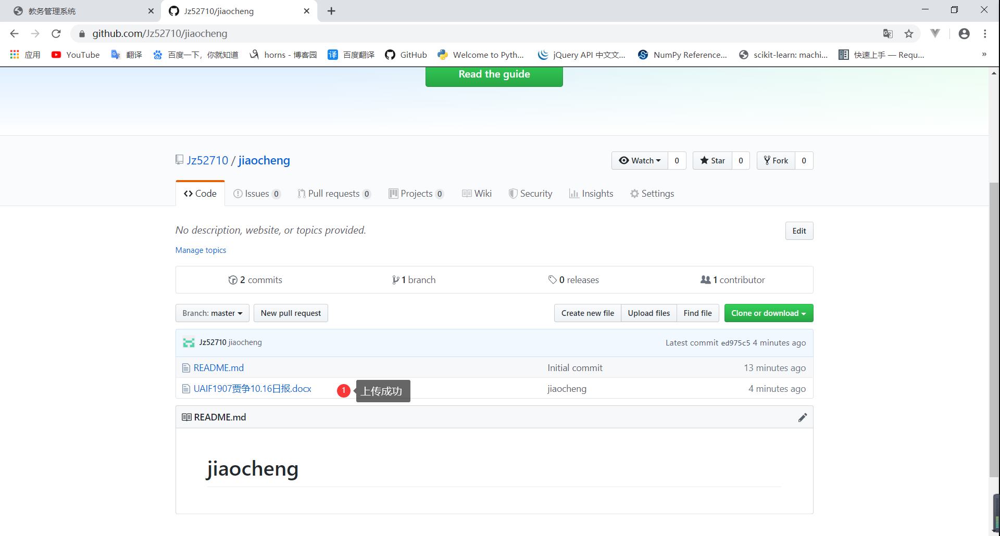 教务管理系统
Jz52710/jiaocheng
github.com/Jz52710/jiaocheng
应用 YouTube 翻译 百度一下，你就知道 horns - 博客园 译 百度翻译 GitHub Welcome to Pyth... jQuery API 中文文... NumPy Reference... scikit-learn: machi... 快速上手 — Requ... »
Read the guide
Jz52710 / jiaocheng
Watch 0 Star 0 Fork 0
Code Issues 0 Pull requests 0 Projects 0 Wiki Security Insights Settings
No description, website, or topics provided.
Edit
Manage topics
2 commits 1 branch 0 releases 1 contributor
Branch: master New pull request Create new file Upload files Find file Clone or download
Jz52710 jiaocheng Latest commit ed975c5 4 minutes ago
README.md Initial commit 13 minutes ago
UAIF1907贾争10.16日报.docx 1 上传成功 jiaocheng 4 minutes ago
README.md
jiaocheng